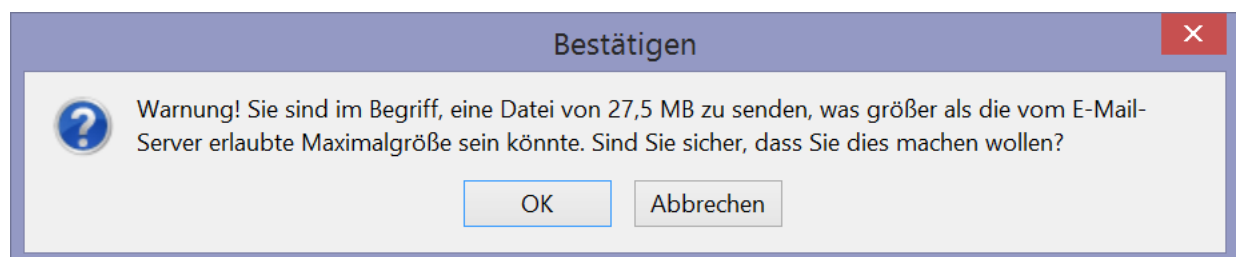 Bestätigen
Warnung! Sie sind im Begriff, eine Datei von 27,5 MB zu senden, was größer als die vom E-Mail-
Server erlaubte Maximalgröße sein könnte. Sind Sie sicher, dass Sie dies machen wollen?
OK
Abbrechen